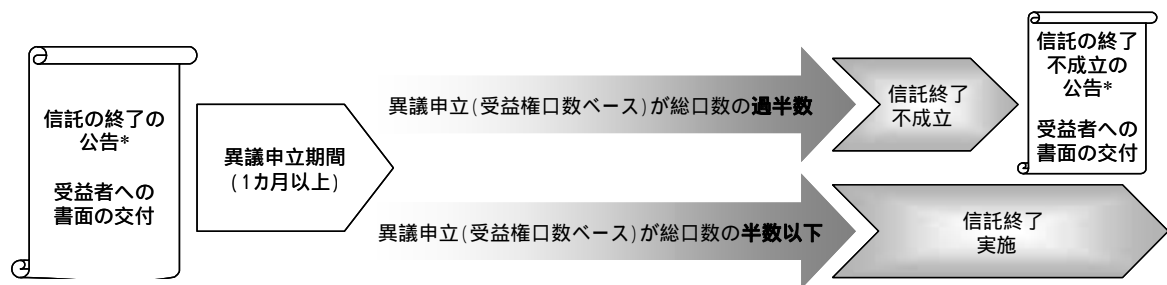 信託の終了の
公告*
受益者への
書面の交付
異議申立期間
(1カ月以上)
異議申立(受益権口数ベース)が総口数の過半数
信託終了
不成立
信託の終了
不成立の
公告*
受益者への
書面の交付
異議申立(受益権口数ベース)が総口数の半数以下
信託終了
実施